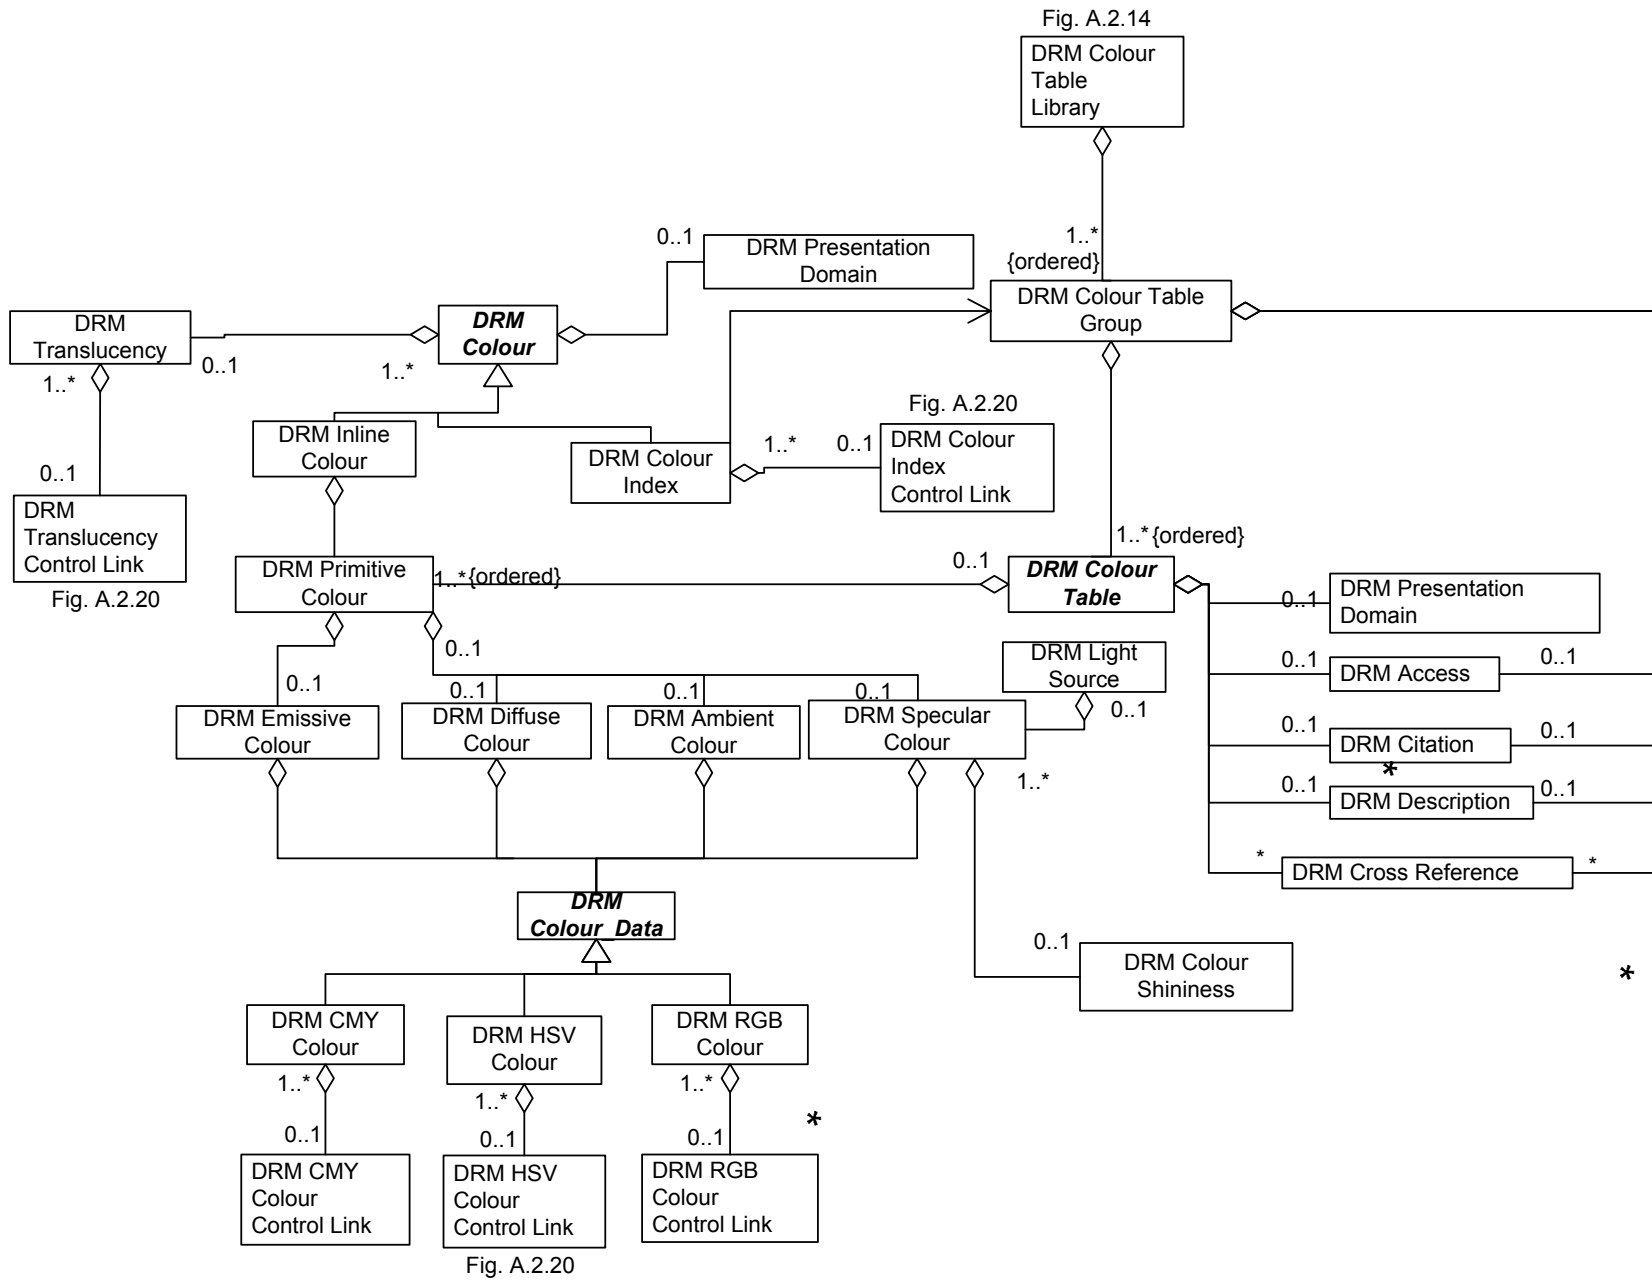 Fig. A.2.14
DRM Colour
Table
Library
1..*
{ordered}
0..1
DRM Presentation
Domain
DRM Colour Table
Group
DRM
Translucency
0..1
1..*
DRM
Colour
1..*
0..1
DRM
Translucency
Control Link
Fig. A.2.20
DRM Inline
Colour
DRM Colour
Index
1..*
0..1
Fig. A.2.20
DRM Colour
Index
Control Link
1..* {ordered}
DRM Primitive
Colour
1..* {ordered}
0..1
DRM Colour
Table
0..1
DRM Presentation
Domain
0..1
DRM Access
0..1
0..1
DRM Citation
0..1
*
0..1
DRM Description
0..1
*
DRM Cross Reference
*
0..1
DRM Light
Source
0..1
0..1
0..1
0..1
0..1
DRM Emissive
Colour
DRM Diffuse
Colour
DRM Ambient
Colour
DRM Specular
Colour
1..*
DRM
Colour_Data
0..1
DRM Colour
Shininess
*
DRM CMY
Colour
DRM HSV
Colour
DRM RGB
Colour
1..*
1..*
1..*
0..1
0..1
0..1
*
DRM CMY
Colour
Control Link
DRM HSV
Colour
Control Link
DRM RGB
Colour
Control Link
Fig. A.2.20